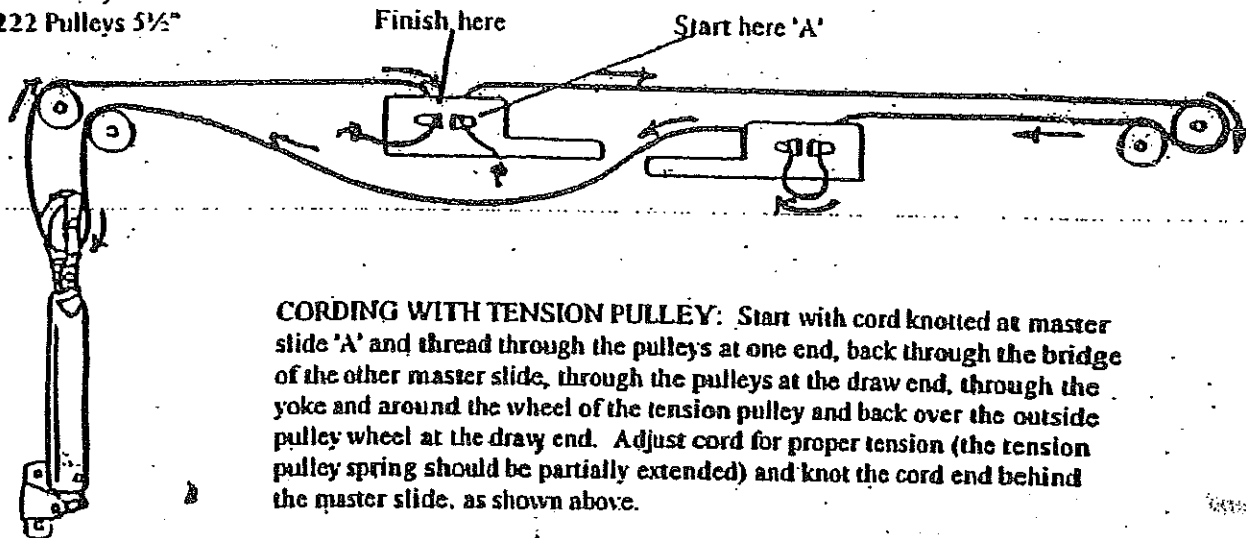 222 Pulleys 5½"
Finish here
Start here 'A'
CORDING WITH TENSION PULLEY: Start with cord knotted at master
slide 'A' and thread through the pulleys at one end, back through the bridge
of the other master slide, through the pulleys at the draw end, through the
yoke and around the wheel of the tension pulley and back over the outside
pulley wheel at the draw end. Adjust cord for proper tension (the tension
pulley spring should be partially extended) and knot the cord end behind
the master slide, as shown above.